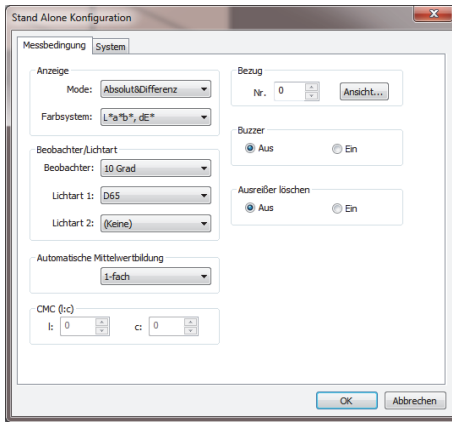 Stand Alone Konfiguration
Messbedingung System
Anzeige
Mode: Absolut&Differenz
Farbsystem: L*a*b*, dE*
Beobachter/Lichtart
Beobachter: 10 Grad
Lichtart 1: D65
Lichtart 2: (Keine)
Automatische Mittelwertbildung
1-fach
CMC (l:c)
l: 0 c: 0
Bezug
Nr. 0 Ansicht...
Buzzer
Aus Ein
Ausreißer löschen
Aus Ein
OK Abbrechen